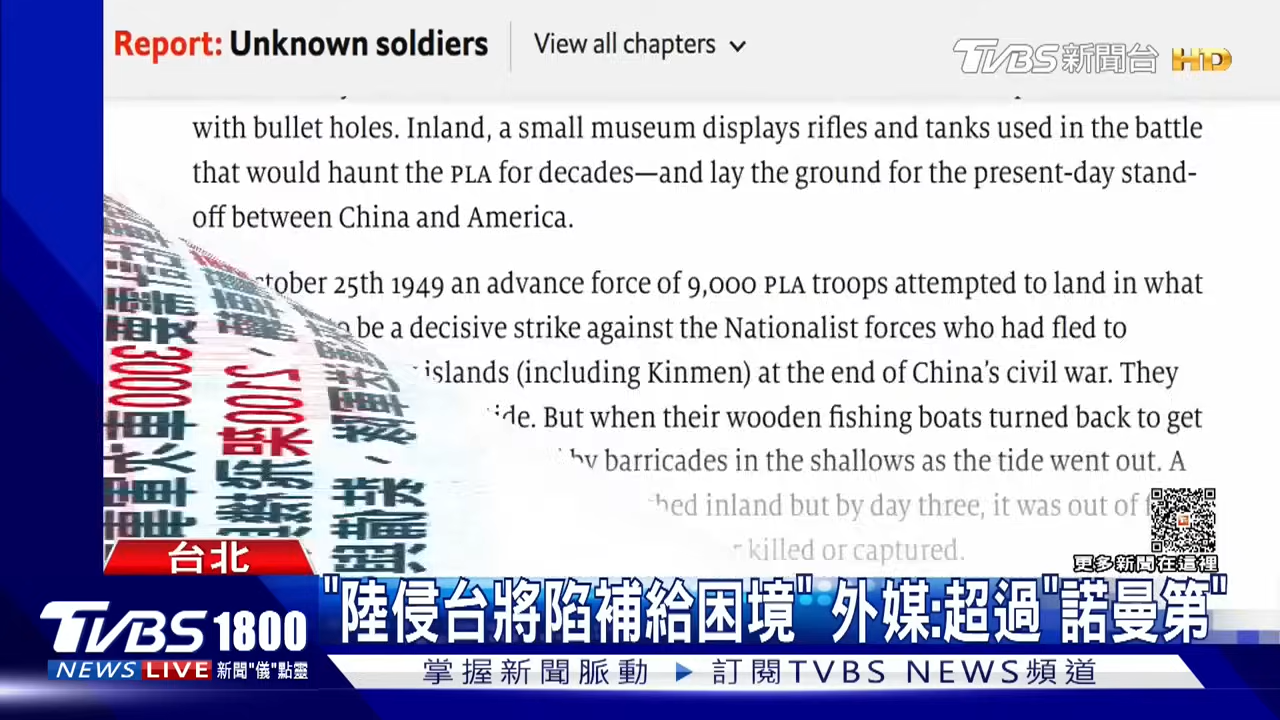 Report: Unknown soldiers
View all chapters
TVBS新聞台 HD
with bullet holes. Inland, a small museum displays rifles and tanks used in the battle
that would haunt the PLA for decades—and lay the ground for the present-day stand-
off between China and America.
25th 1949 an advance force of 9,000 PLA troops attempted to land in what
be a decisive strike against the Nationalist forces who had fled to
islands (including Kinmen) at the end of China's civil war. They
But when their wooden fishing boats turned back to get
by barricades in the shallows as the tide went out. A
inland but by day three, it was out of
killed or captured.
3000
更多新聞在這裡
台北
"陸侵台將陷補給困境" 外媒:超過"諾曼第"
TVBS 1800
NEWS LIVE 新聞"儀"點靈
掌握新聞脈動 ▶ 訂閱TVBS NEWS頻道